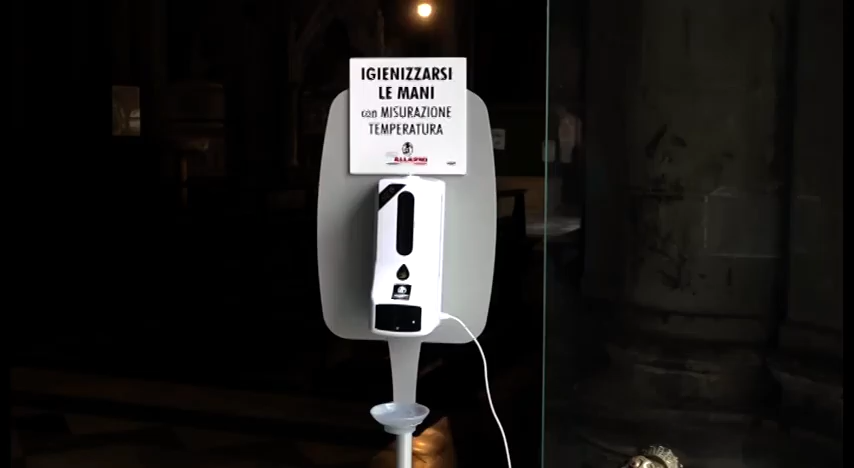 IGIENIZZARSI
LE MANI
con MISURAZIONE
TEMPERATURA